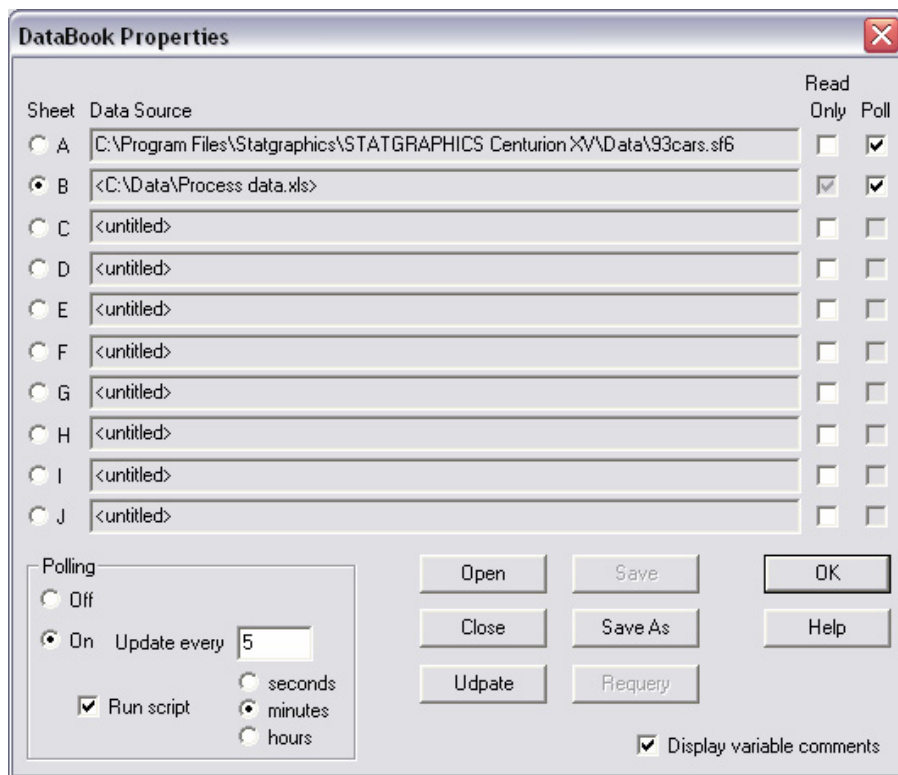 DataBook Properties
Read
Sheet Data Source Only Poll
A C:\Program Files\Statgraphics\STATGRAPHICS Centurion XV\Data\93cars.sf6
B <C:\Data\Process data.xls>
C <untitled>
D <untitled>
E <untitled>
F <untitled>
G <untitled>
H <untitled>
I <untitled>
J <untitled>
Polling
Off
On Update every 5
seconds
Run script minutes
hours
Open Save OK
Close Save As Help
Udpate Requery
Display variable comments